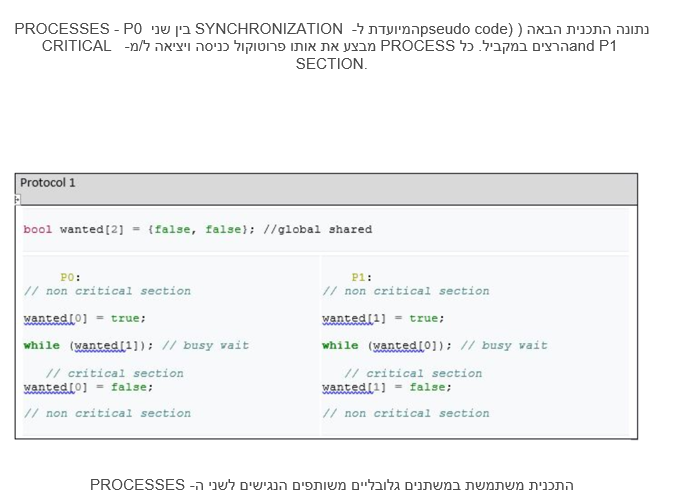 נתונה התכנית הבאה ( (pseudo codeהמיועדת ל- SYNCHRONIZATION בין שני PROCESSES - P0
and P1הרצים במקביל. כל PROCESS מבצע את אותו פרוטוקול כניסה ויציאה ל/מ- CRITICAL
SECTION.
Protocol 1
bool wanted[2] = {false, false}; //global shared
P0:
// non critical section
wanted[0] = true;
while (wanted[1]); // busy wait
// critical section
wanted[0] = false;
// non critical section
P1:
// non critical section
wanted[1] = true;
while (wanted[0]); // busy wait
// critical section
wanted[1] = false;
// non critical section
התכנית משתמשת במשתנים גלובליים משותפים הנגישים לשני ה- PROCESSES